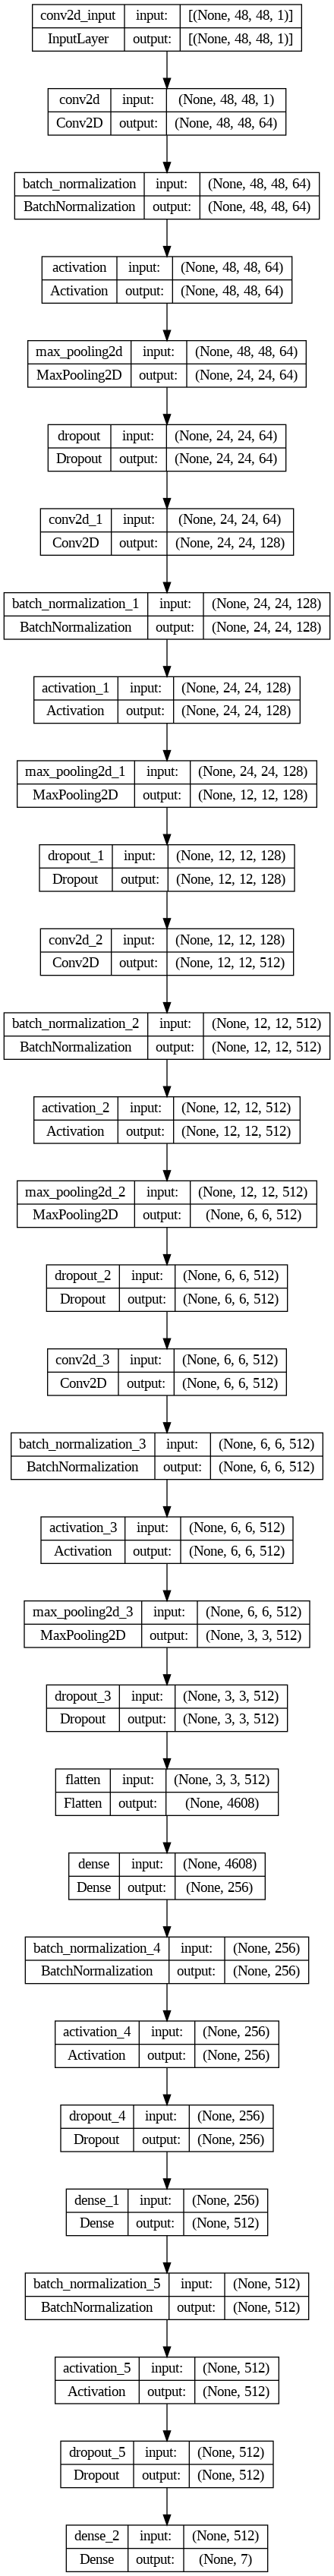 conv2d_input input: [(None, 48, 48, 1)]
InputLayer output: [(None, 48, 48, 1)]
conv2d input: (None, 48, 48, 1)
Conv2D output: (None, 48, 48, 64)
batch_normalization input: (None, 48, 48, 64)
BatchNormalization output: (None, 48, 48, 64)
activation input: (None, 48, 48, 64)
Activation output: (None, 48, 48, 64)
max_pooling2d input: (None, 48, 48, 64)
MaxPooling2D output: (None, 24, 24, 64)
dropout input: (None, 24, 24, 64)
Dropout output: (None, 24, 24, 64)
conv2d_1 input: (None, 24, 24, 64)
Conv2D output: (None, 24, 24, 128)
batch_normalization_1 input: (None, 24, 24, 128)
BatchNormalization output: (None, 24, 24, 128)
activation_1 input: (None, 24, 24, 128)
Activation output: (None, 24, 24, 128)
max_pooling2d_1 input: (None, 24, 24, 128)
MaxPooling2D output: (None, 12, 12, 128)
dropout_1 input: (None, 12, 12, 128)
Dropout output: (None, 12, 12, 128)
conv2d_2 input: (None, 12, 12, 128)
Conv2D output: (None, 12, 12, 512)
batch_normalization_2 input: (None, 12, 12, 512)
BatchNormalization output: (None, 12, 12, 512)
activation_2 input: (None, 12, 12, 512)
Activation output: (None, 12, 12, 512)
max_pooling2d_2 input: (None, 12, 12, 512)
MaxPooling2D output: (None, 6, 6, 512)
dropout_2 input: (None, 6, 6, 512)
Dropout output: (None, 6, 6, 512)
conv2d_3 input: (None, 6, 6, 512)
Conv2D output: (None, 6, 6, 512)
batch_normalization_3 input: (None, 6, 6, 512)
BatchNormalization output: (None, 6, 6, 512)
activation_3 input: (None, 6, 6, 512)
Activation output: (None, 6, 6, 512)
max_pooling2d_3 input: (None, 6, 6, 512)
MaxPooling2D output: (None, 3, 3, 512)
dropout_3 input: (None, 3, 3, 512)
Dropout output: (None, 3, 3, 512)
flatten input: (None, 3, 3, 512)
Flatten output: (None, 4608)
dense input: (None, 4608)
Dense output: (None, 256)
batch_normalization_4 input: (None, 256)
BatchNormalization output: (None, 256)
activation_4 input: (None, 256)
Activation output: (None, 256)
dropout_4 input: (None, 256)
Dropout output: (None, 256)
dense_1 input: (None, 256)
Dense output: (None, 512)
batch_normalization_5 input: (None, 512)
BatchNormalization output: (None, 512)
activation_5 input: (None, 512)
Activation output: (None, 512)
dropout_5 input: (None, 512)
Dropout output: (None, 512)
dense_2 input: (None, 512)
Dense output: (None, 7)